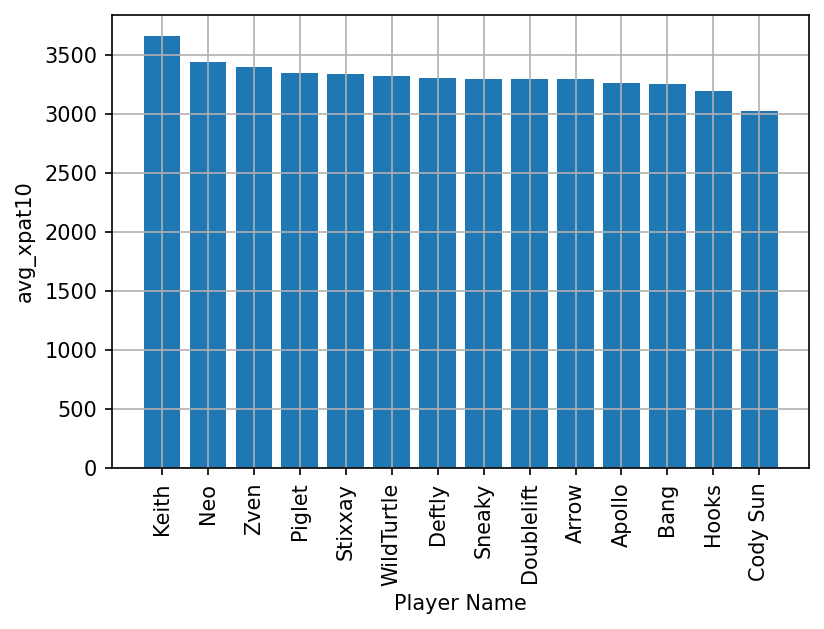 3500
3000
2500
2000
1500
1000
500
0
avg_xpat10
Keith
Neo
Zven
Piglet
Stixxay
WildTurtle
Deftly
Sneaky
Doublelift
Arrow
Apollo
Bang
Hooks
Cody Sun
Player Name